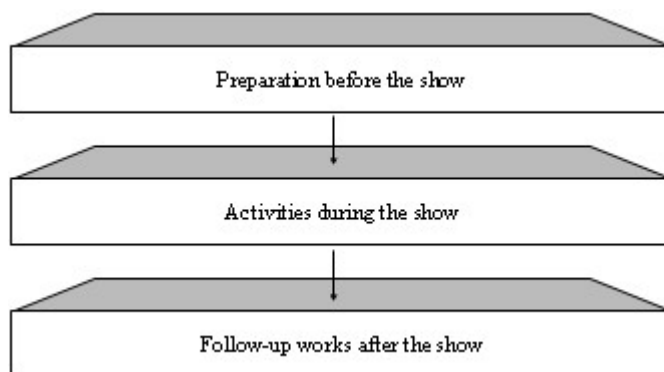 Preparation before the show
Activities during the show
Follow-up works after the show